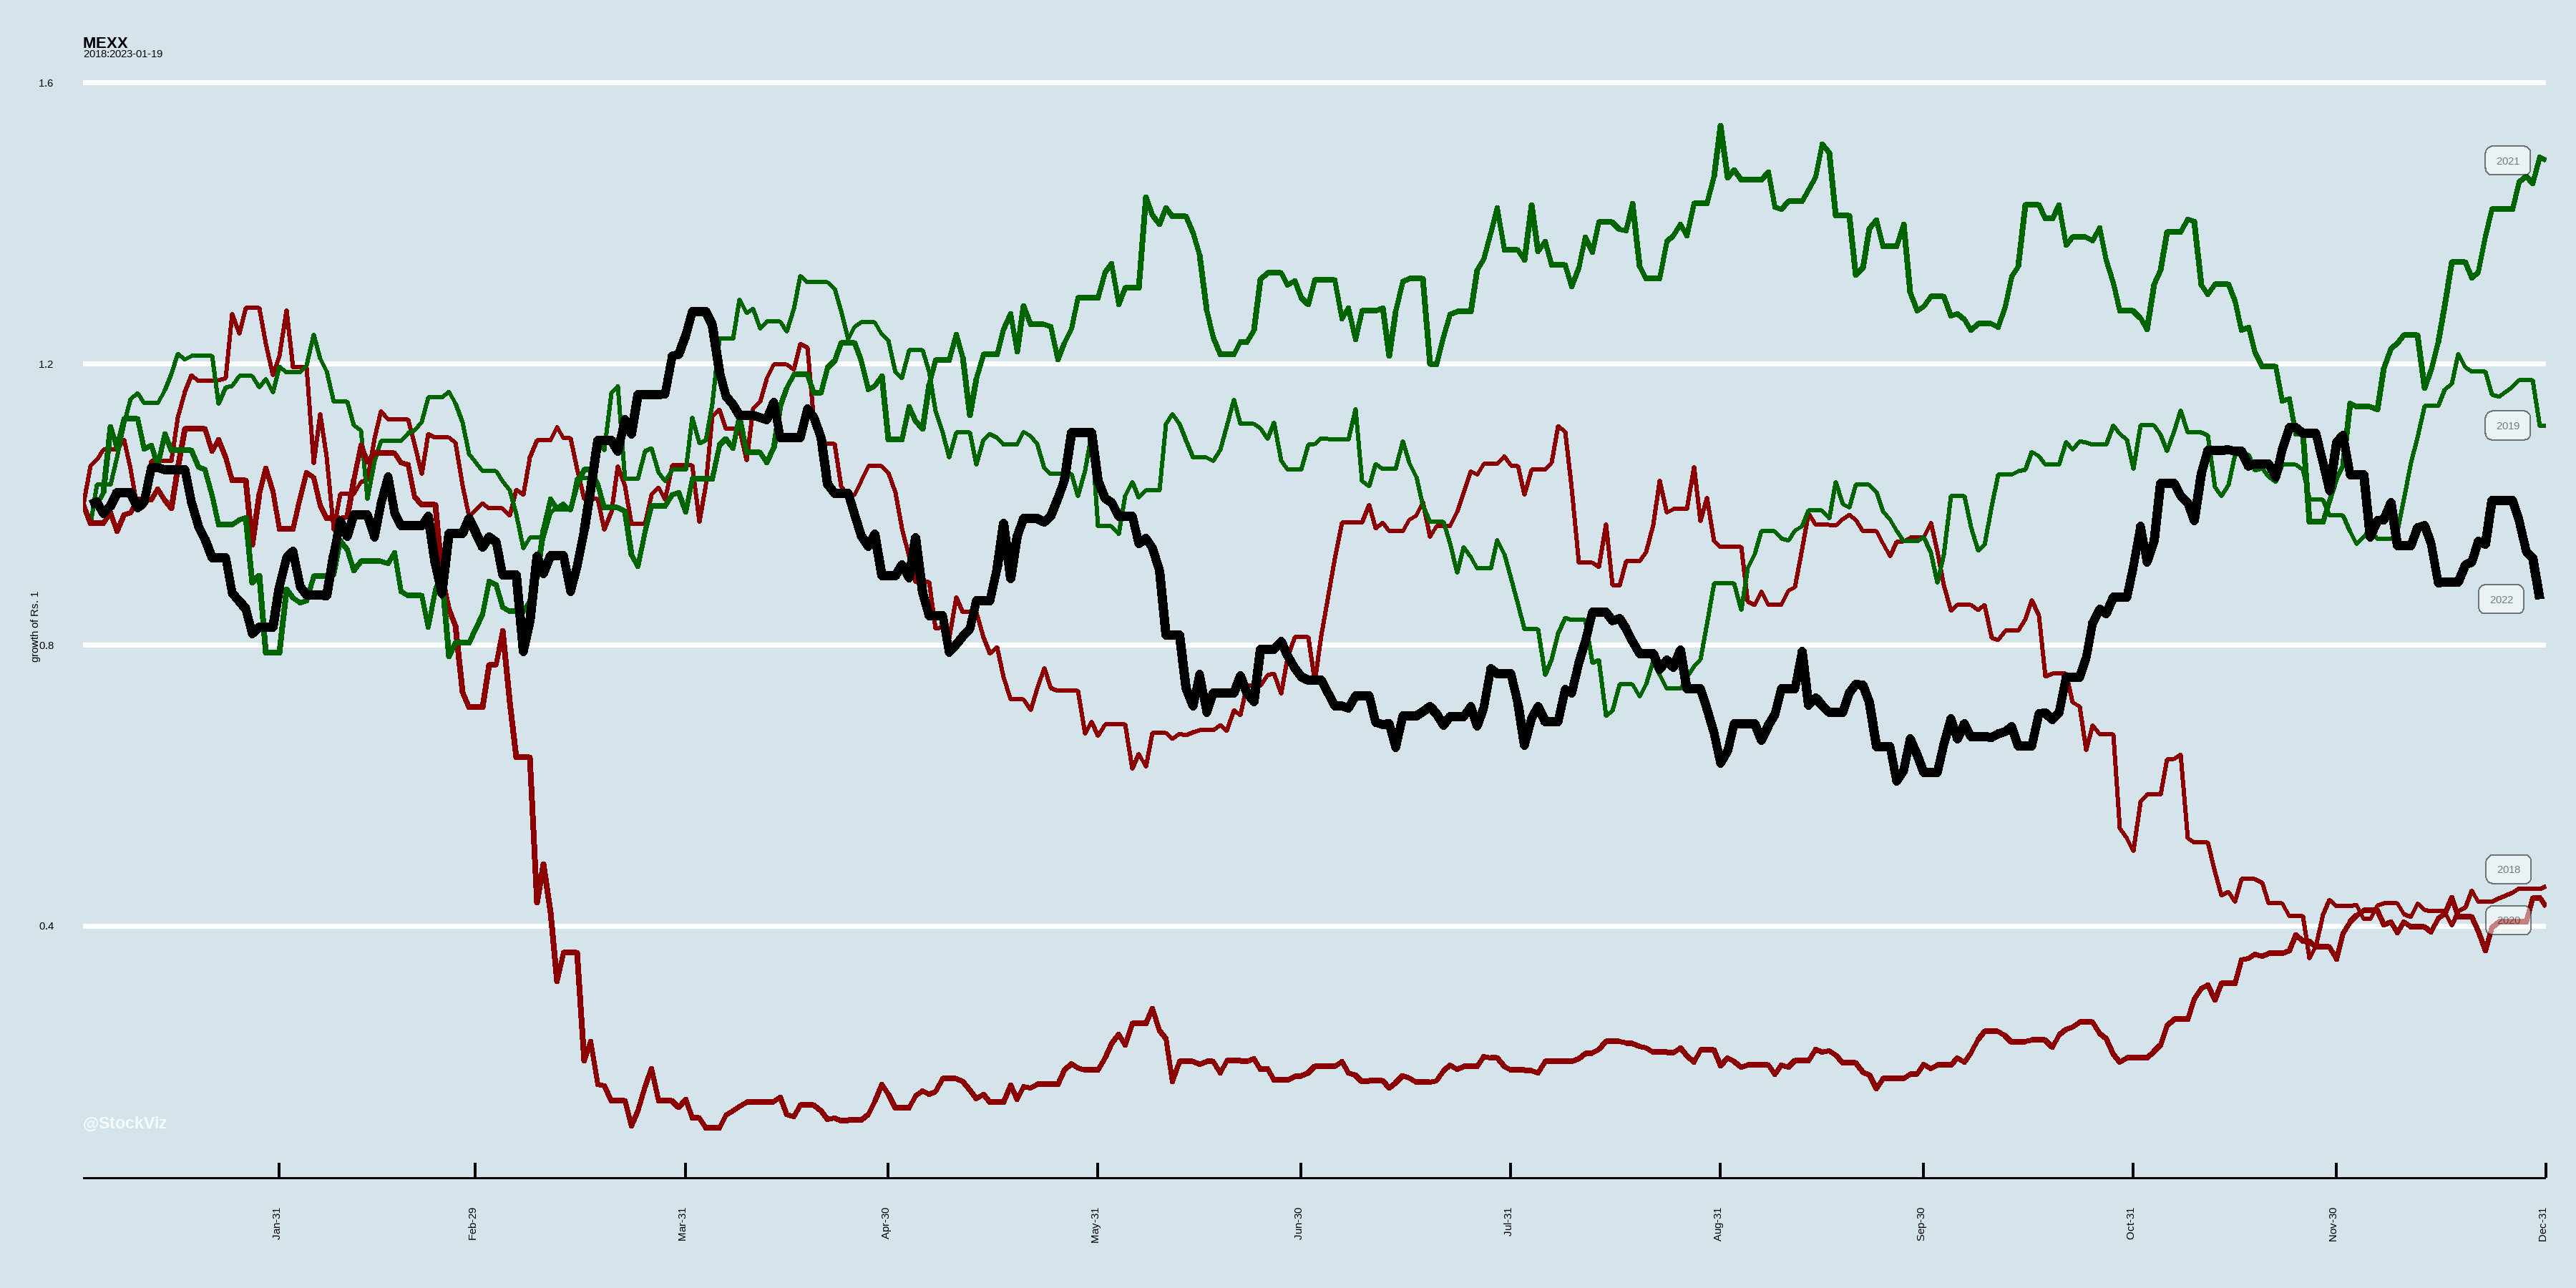 MEXX
2018:2023-01-19
1.6
1.2
0.8
0.4
growth of Rs. 1
2021
2019
2022
2018
2020
@StockViz
Jan-31
Feb-29
Mar-31
Apr-30
May-31
Jun-30
Jul-31
Aug-31
Sep-30
Oct-31
Nov-30
Dec-31